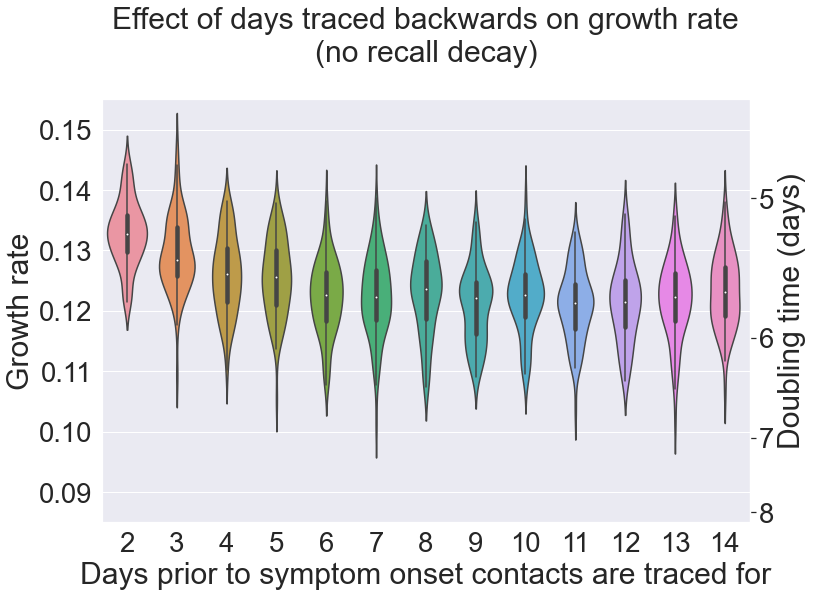 Effect of days traced backwards on growth rate
(no recall decay)
Growth rate
0.15
0.14
0.13
0.12
0.11
0.10
0.09
5
6
7
8
Doubling time (days)
2 3 4 5 6 7 8 9 10 11 12 13 14
Days prior to symptom onset contacts are traced for